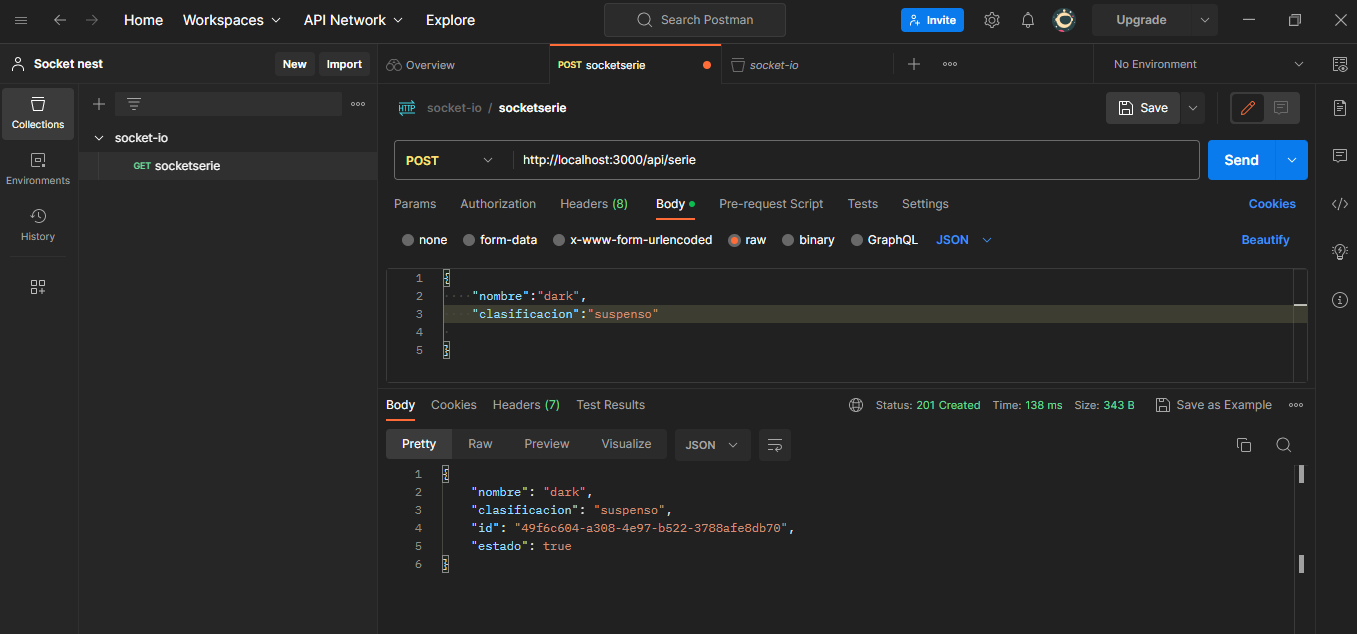 Home Workspaces API Network Explore Search Postman Invite Upgrade
Socket nest New Import Overview POST socketserie socket-io No Environment
Collections
socket-io / socketserie Save
socket-io
GET socketserie
POST http://localhost:3000/api/serie Send
Environments
History
Params Authorization Headers (8) Body Pre-request Script Tests Settings Cookies
none form-data x-www-form-urlencoded raw binary GraphQL JSON Beautify
1 {
2 "nombre":"dark",
3 "clasificacion":"suspenso"
4
5 }
Body Cookies Headers (7) Test Results Status: 201 Created Time: 138 ms Size: 343 B Save as Example
Pretty Raw Preview Visualize JSON
1 {
2 "nombre": "dark",
3 "clasificacion": "suspenso",
4 "id": "49f6c604-a308-4e97-b522-3788afe8db70",
5 "estado": true
6 }